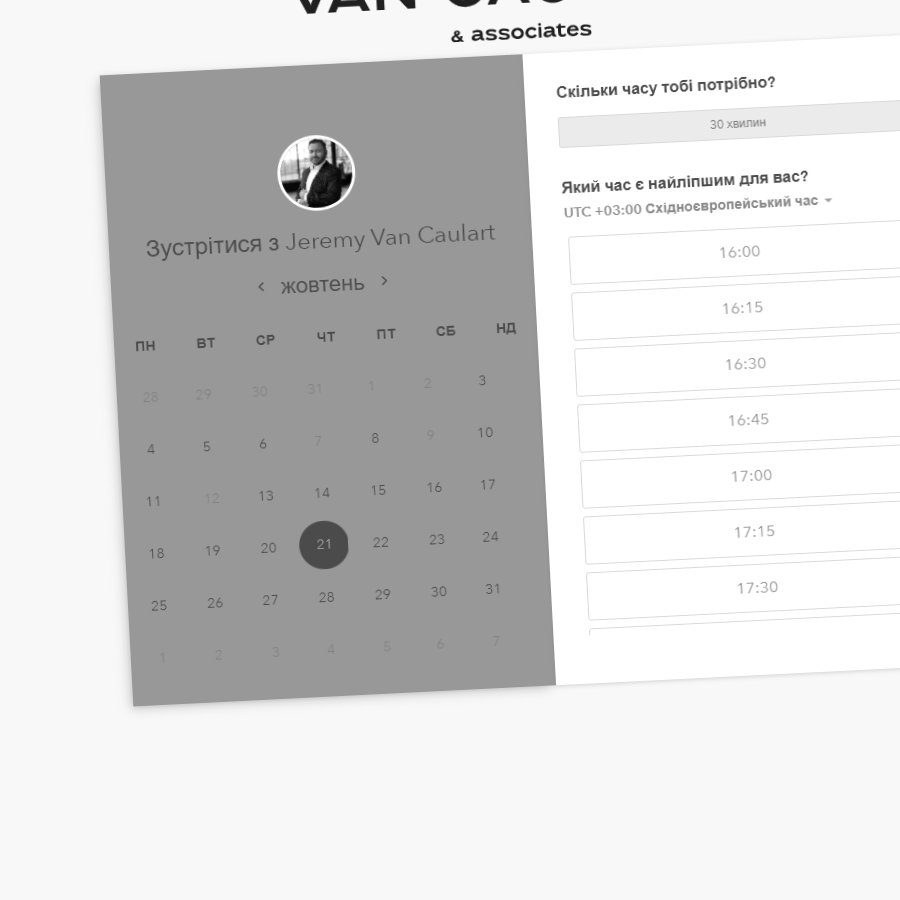 & associates
Зустрітися з Jeremy Van Caulart
жовтень
ПН ВТ СР ЧТ ПТ СБ НД
28 29 30 31 1 2 3
4 5 6 7 8 9 10
11 12 13 14 15 16 17
18 19 20 21 22 23 24
25 26 27 28 29 30 31
1 2 3 4 5 6 7
Скільки часу тобі потрібно?
30 хвилин
Який час є найліпшим для вас?
UTC +03:00 Східноєвропейський час
16:00
16:15
16:30
16:45
17:00
17:15
17:30